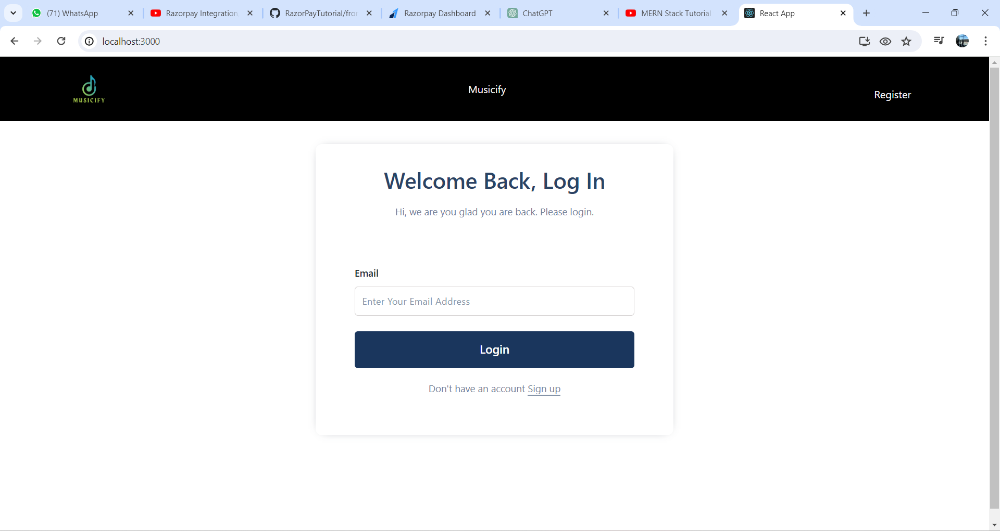 (71) WhatsApp
Razorpay Integration
RazorPayTutorial/fror
Razorpay Dashboard
ChatGPT
MERN Stack Tutorial
React App
localhost:3000
MUSICIFY
Musicify
Register
Welcome Back, Log In
Hi, we are you glad you are back. Please login.
Email
Enter Your Email Address
Login
Don't have an account Sign up